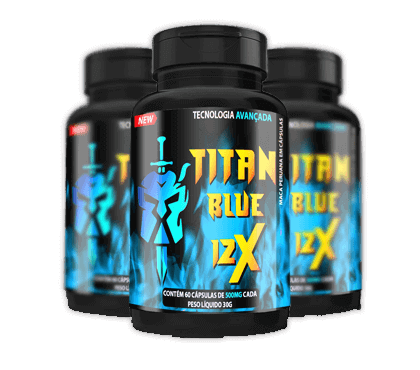 NEW
TECNOLOGIA AVANÇADA
TITAN
BLUE
12X
MACA PERUANA EM CÁPSULAS
CONTÉM 60 CÁPSULAS DE 500MG CADA
PESO LÍQUIDO 30G